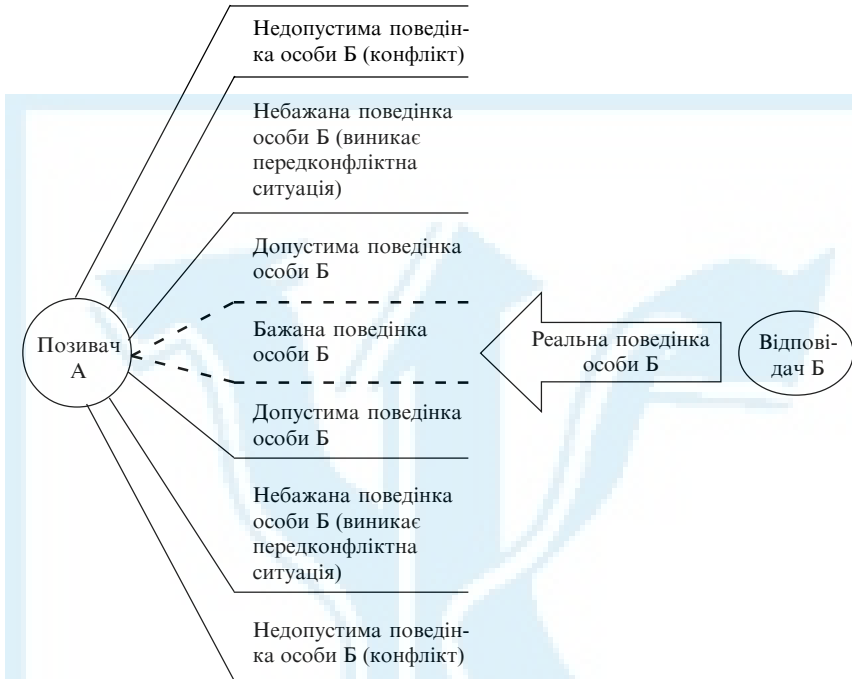 Недопустима поведін-
ка особи Б (конфлікт)
Небажана поведінка
особи Б (виникає
передконфліктна
ситуація)
Допустима поведінка
особи Б
Позивач
А
Бажана поведінка
особи Б
Реальна поведінка
особи Б
Відпові-
дач Б
Допустима поведінка
особи Б
Небажана поведінка
особи Б (виникає
передконфліктна
ситуація)
Недопустима поведін-
ка особи Б (конфлікт)